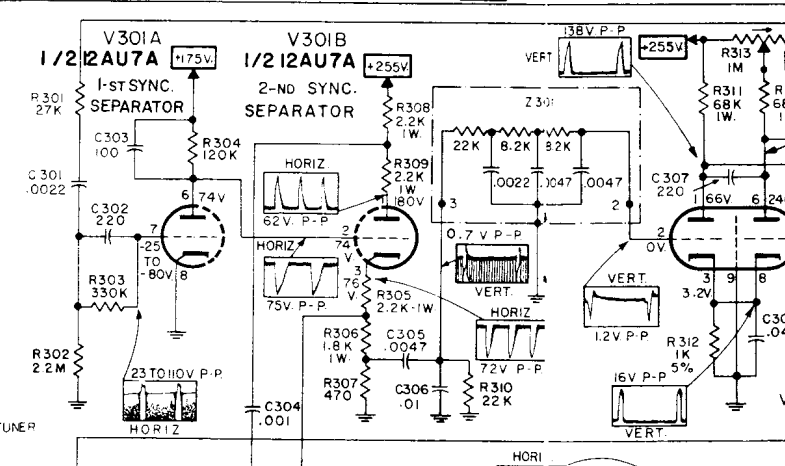 V301A
1/2 12AU7A
+175V.
1-ST SYNC.
SEPARATOR
V301B
1/2 12AU7A
+255V.
2-ND SYNC.
SEPARATOR
138V P-P
VERT
+255V.
R313
1M
R311
68K
1W.
R301
27K
C303
100
R304
120K
R308
2.2K
1W.
R309
2.2K
1W
180V
Z301
22K
8.2K
8.2K
.0022
.0047
.0047
3
2
C307
220
C301
.0022
C302
220
6
74V
7
-25
TO
-80V.
8
HORIZ.
62V. P-P
HORIZ.
75V. P-P.
1
2
74
V.
3
76
V.
0.7 V P-P
VERT.
1
66V
6
2
0V.
3
9
8
3.2V.
R303
330K
R302
2.2M
23 TO 110V P-P.
HORIZ
R305
2.2K-1W.
R306
1.8K
1W.
R307
470
C305
.0047
C306
.01
R310
22K
C304
.001
HORIZ
72V P-P
VERT.
1.2V P-P
R312
1K
5%
16V P-P
VERT.
TUNER
HORI